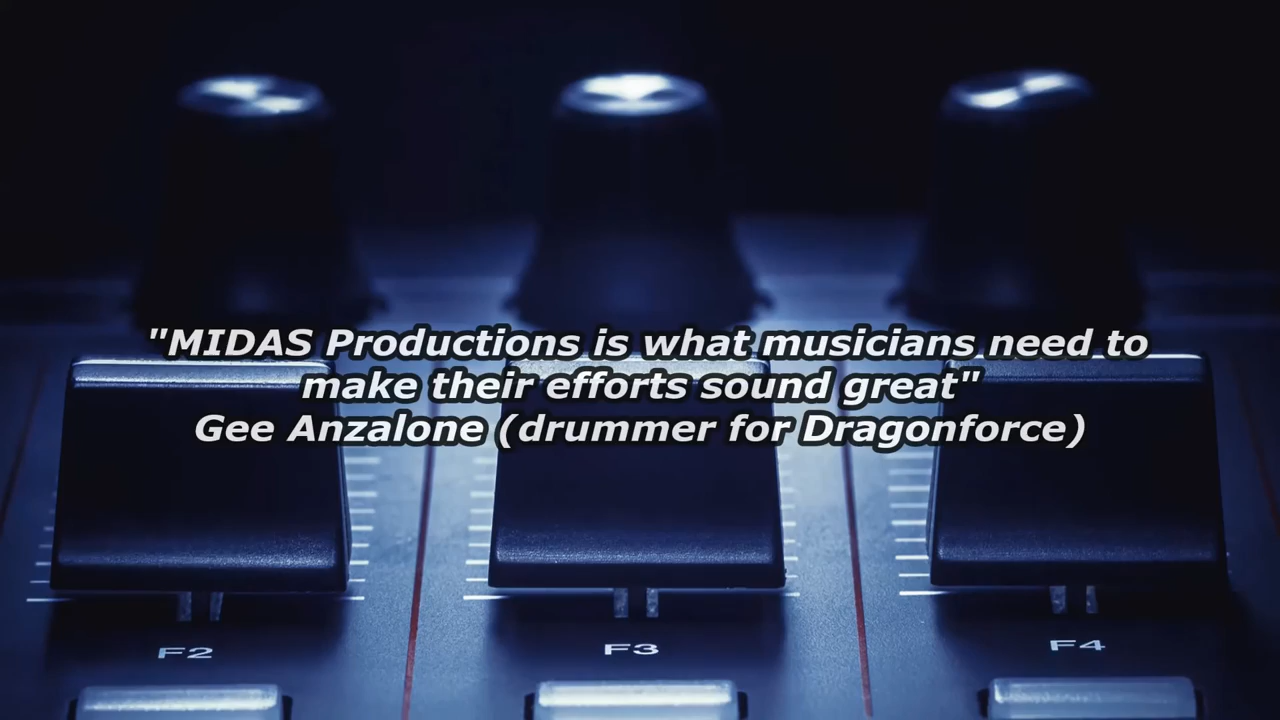 "MIDAS Productions is what musicians need to
make their efforts sound great"
Gee Anzalone (drummer for Dragonforce)
F2 F3 F4